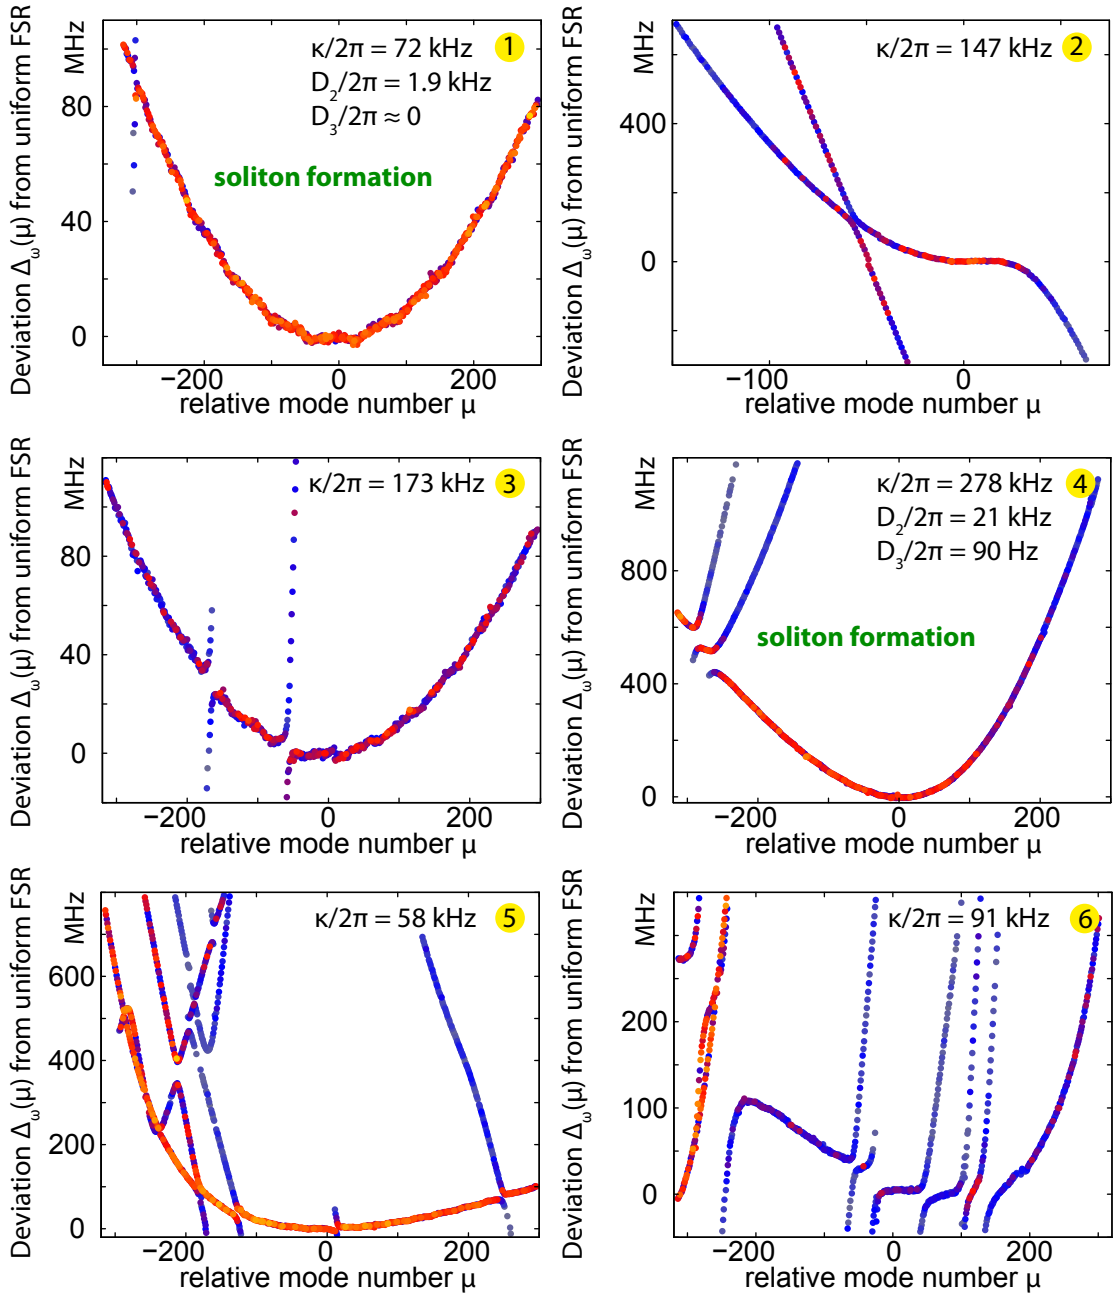 Deviation Δω(μ) from uniform FSR
MHz
80
40
0
κ/2π = 72 kHz
D2/2π = 1.9 kHz
D3/2π ≈ 0
1
soliton formation
−200 0 200
relative mode number μ
Deviation Δω(μ) from uniform FSR
MHz
400
0
κ/2π = 147 kHz
2
−100 0
relative mode number μ
Deviation Δω(μ) from uniform FSR
MHz
80
40
0
κ/2π = 173 kHz
3
−200 0 200
relative mode number μ
Deviation Δω(μ) from uniform FSR
MHz
800
400
0
κ/2π = 278 kHz
D2/2π = 21 kHz
D3/2π = 90 Hz
4
soliton formation
−200 0 200
relative mode number μ
Deviation Δω(μ) from uniform FSR
MHz
600
400
200
0
κ/2π = 58 kHz
5
−200 0 200
relative mode number μ
Deviation Δω(μ) from uniform FSR
MHz
200
100
0
κ/2π = 91 kHz
6
−200 0 200
relative mode number μ